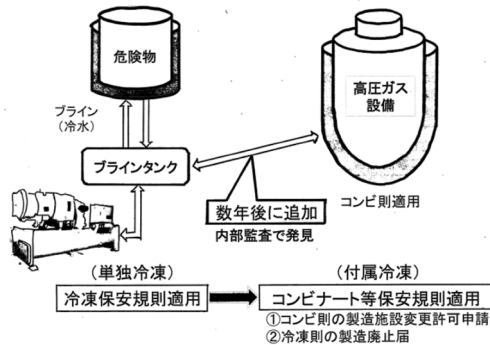 危険物
ブライン
(冷水)
ブラインタンク
高圧ガス
設備
コンビ則適用
数年後に追加
内部監査で発見
(単独冷凍)
冷凍保安規則適用
(付属冷凍)
コンビナート等保安規則適用
①コンビ則の製造施設変更許可申請
②冷凍則の製造廃止届